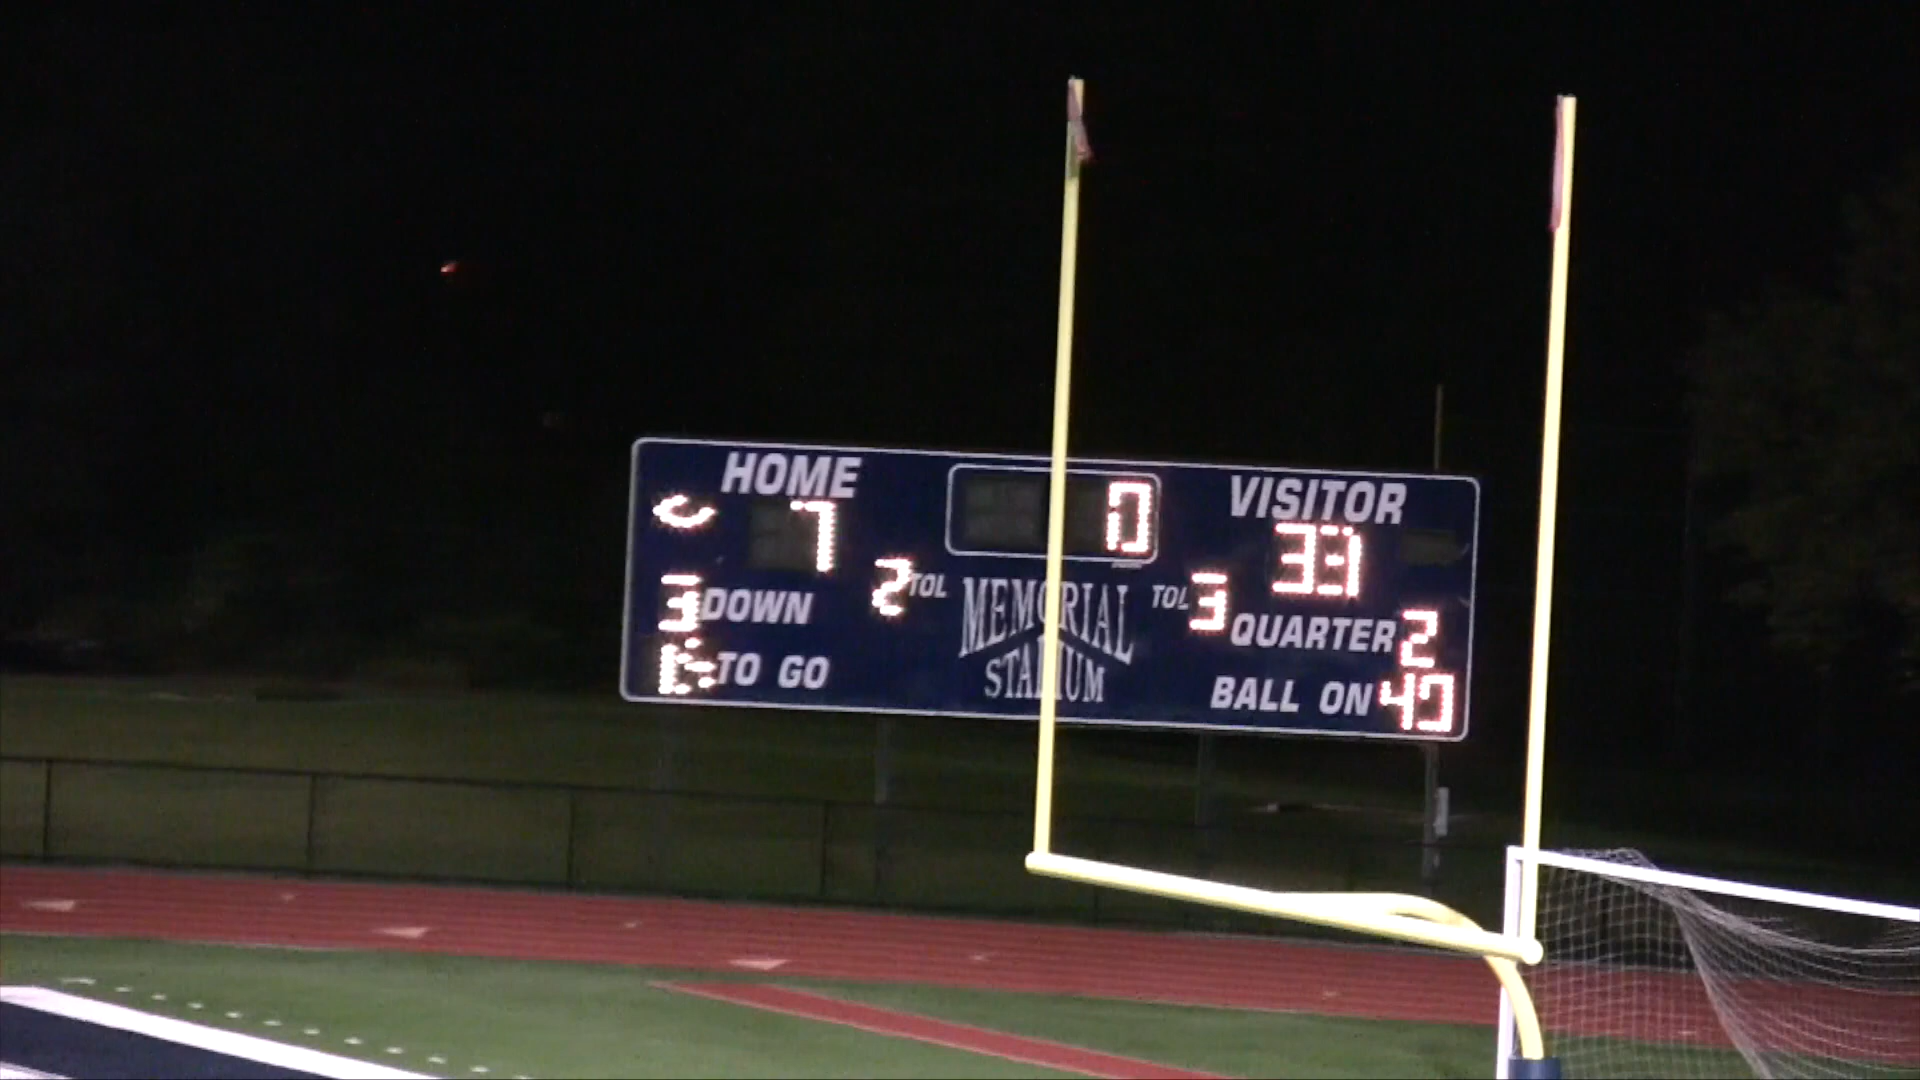 HOME
7
0
VISITOR
33
3 DOWN
2 TOL
MEMORIAL
STADIUM
TOL 3
QUARTER 2
TO GO
BALL ON 40